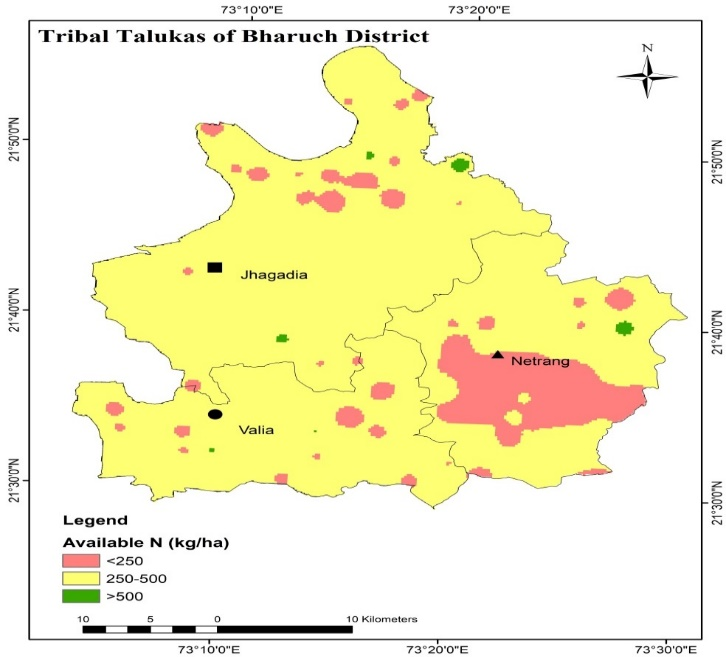 73°10'0"E
73°20'0"E
Tribal Talukas of Bharuch District
N
21°50'0"N
21°50'0"N
Jhagadia
21°40'0"N
21°40'0"N
Netrang
Valia
21°30'0"N
21°30'0"N
Legend
Available N (kg/ha)
<250
250-500
>500
10 5 0 10 Kilometers
73°10'0"E
73°20'0"E
73°30'0"E